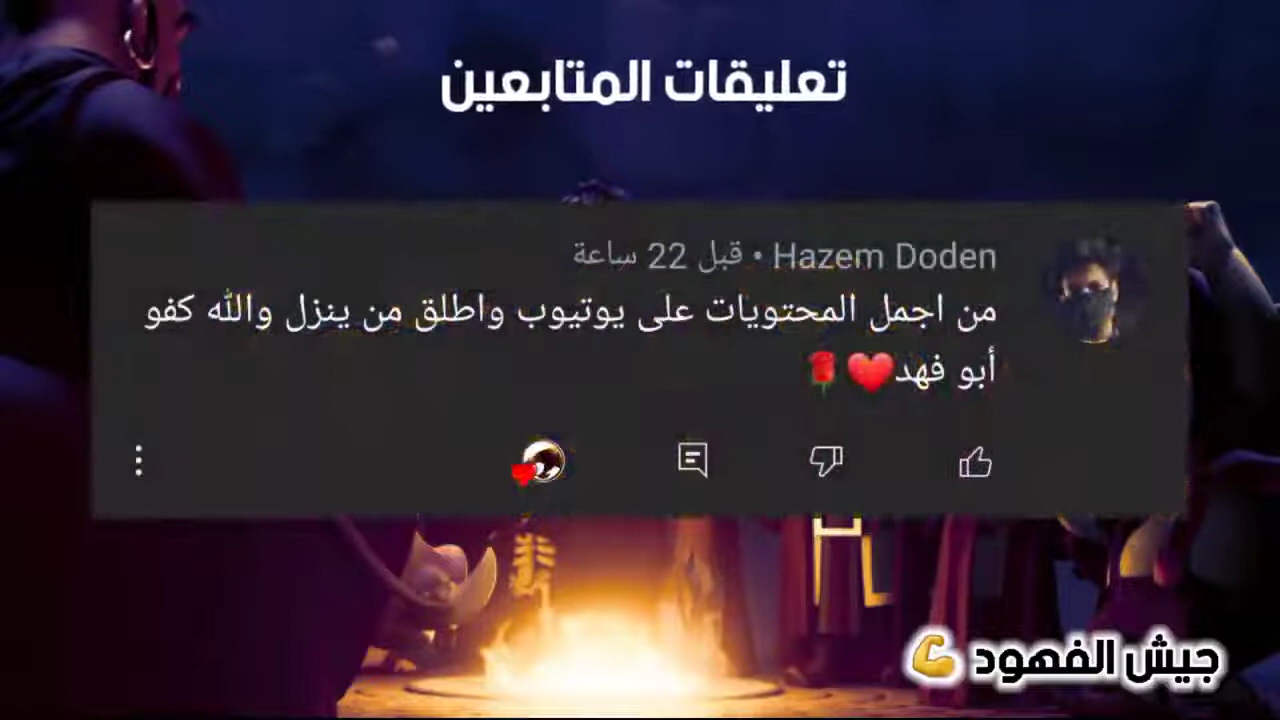 تعليقات المتابعين
Hazem Doden • قبل 22 ساعة
من اجمل المحتويات على يوتيوب واطلق من ينزل والله كفو
أبو فهد❤️🌹
جيش الفهود 💪